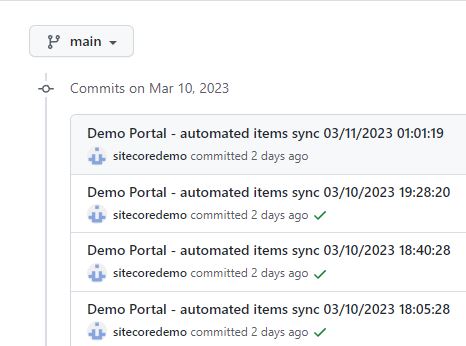 main
Commits on Mar 10, 2023
Demo Portal - automated items sync 03/11/2023 01:01:19
sitecoredemo committed 2 days ago
Demo Portal - automated items sync 03/10/2023 19:28:20
sitecoredemo committed 2 days ago
Demo Portal - automated items sync 03/10/2023 18:40:28
sitecoredemo committed 2 days ago
Demo Portal - automated items sync 03/10/2023 18:05:28
sitecoredemo committed 2 days ago